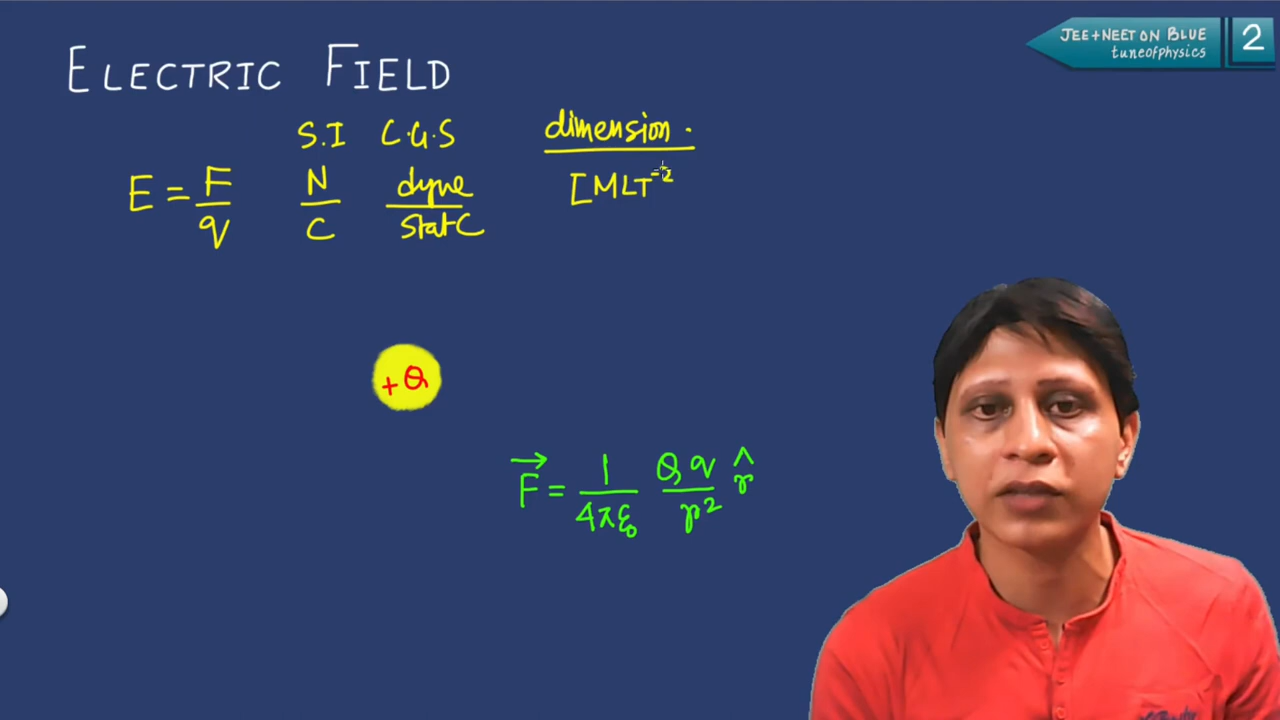 JEE+NEET ON BLUE
tuneofphysics
2
ELECTRIC FIELD
S.I C.G.S dimension.
E = F/q N/C dyne/StatC [MLT⁻²
+Q
F⃗ = 1/4πε₀ Qq/r² r̂